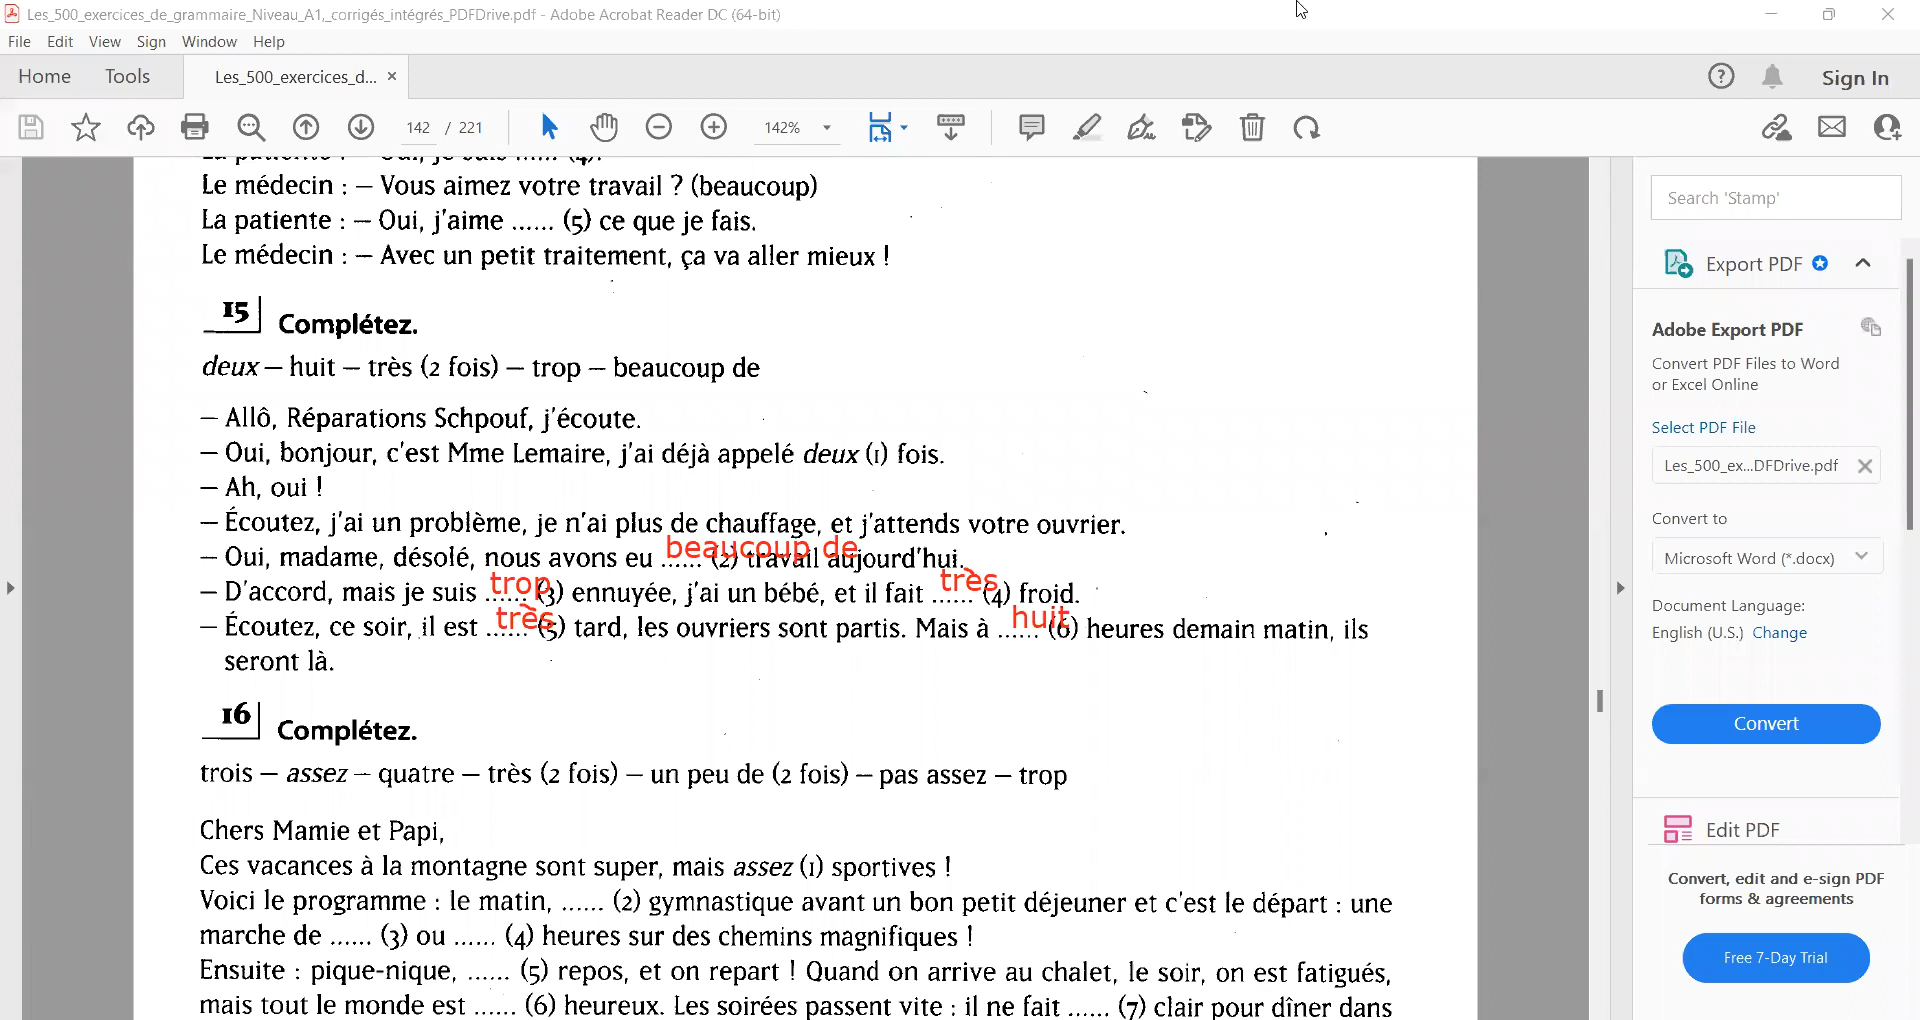 Les_500_exercices_de_grammaire_Niveau_A1,_corrigés_intégrés_PDFDrive.pdf - Adobe Acrobat Reader DC (64-bit)
File Edit View Sign Window Help
Home Tools Les_500_exercices_d... ×
? Sign In
142 / 221 142%
La patiente : – Oui, je suis ...... (4).
Le médecin : – Vous aimez votre travail ? (beaucoup)
La patiente : – Oui, j'aime ...... (5) ce que je fais.
Le médecin : – Avec un petit traitement, ça va aller mieux !
15 Complétez.
deux – huit – très (2 fois) – trop – beaucoup de
– Allô, Réparations Schpouf, j'écoute.
– Oui, bonjour, c'est Mme Lemaire, j'ai déjà appelé deux (1) fois.
– Ah, oui !
– Écoutez, j'ai un problème, je n'ai plus de chauffage, et j'attends votre ouvrier.
beaucoup de
– Oui, madame, désolé, nous avons eu ...... (2) travail aujourd'hui.
trop très
– D'accord, mais je suis ...... (3) ennuyée, j'ai un bébé, et il fait ...... (4) froid.
très huit
– Écoutez, ce soir, il est ...... (5) tard, les ouvriers sont partis. Mais à ...... (6) heures demain matin, ils
seront là.
16 Complétez.
trois – assez – quatre – très (2 fois) – un peu de (2 fois) – pas assez – trop
Chers Mamie et Papi,
Ces vacances à la montagne sont super, mais assez (1) sportives !
Voici le programme : le matin, ...... (2) gymnastique avant un bon petit déjeuner et c'est le départ : une
marche de ...... (3) ou ...... (4) heures sur des chemins magnifiques !
Ensuite : pique-nique, ...... (5) repos, et on repart ! Quand on arrive au chalet, le soir, on est fatigués,
mais tout le monde est ...... (6) heureux. Les soirées passent vite : il ne fait ...... (7) clair pour dîner dans
Search 'Stamp'
Export PDF
Adobe Export PDF
Convert PDF Files to Word
or Excel Online
Select PDF File
Les_500_ex...DFDrive.pdf
Convert to
Microsoft Word (*.docx)
Document Language:
English (U.S.) Change
Convert
Edit PDF
Convert, edit and e-sign PDF
forms & agreements
Free 7-Day Trial